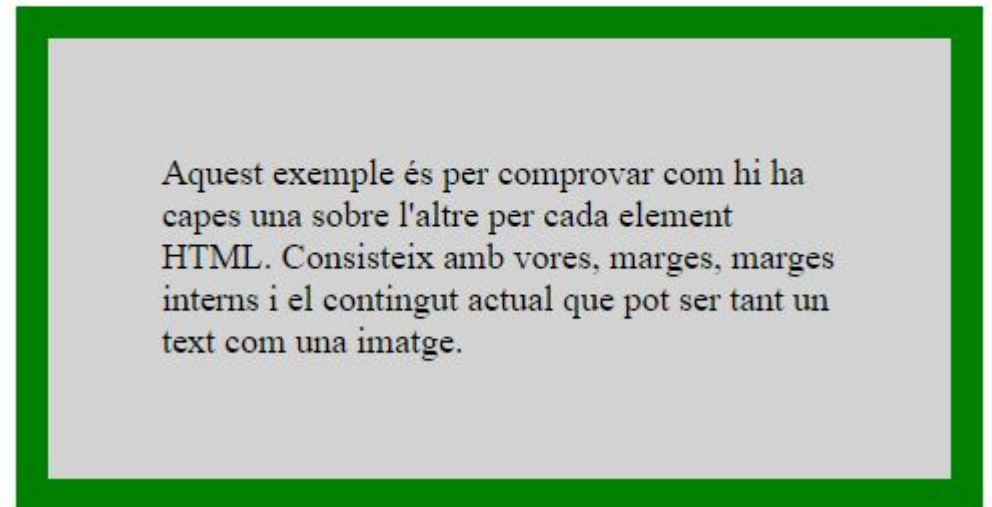 Aquest exemple és per comprovar com hi ha
capes una sobre l'altre per cada element
HTML. Consisteix amb vores, marges, marges
interns i el contingut actual que pot ser tant un
text com una imatge.